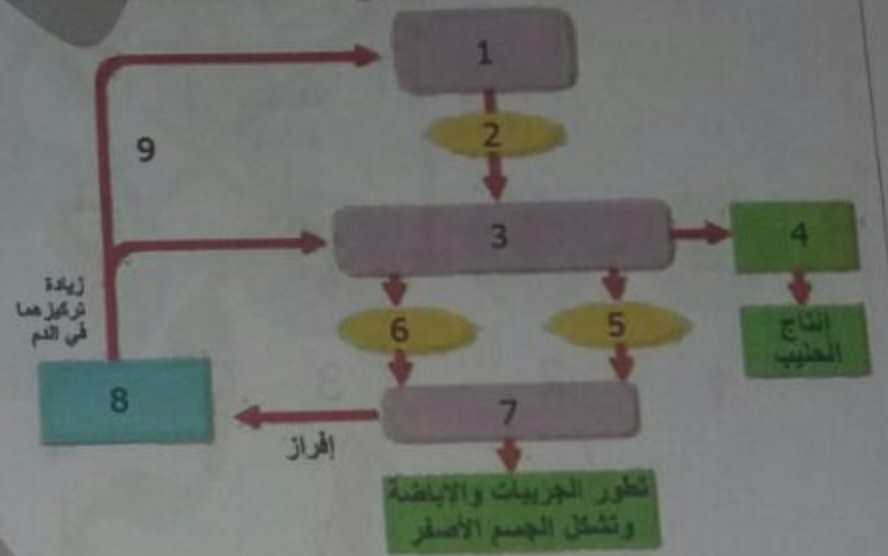 1
2
9
3
4
زيادة
تركيزهما
في الدم
6
5
إنتاج
الحليب
8
7
إفراز
تطور الجريبات والإباضة
وتشكل الجسم الأصفر